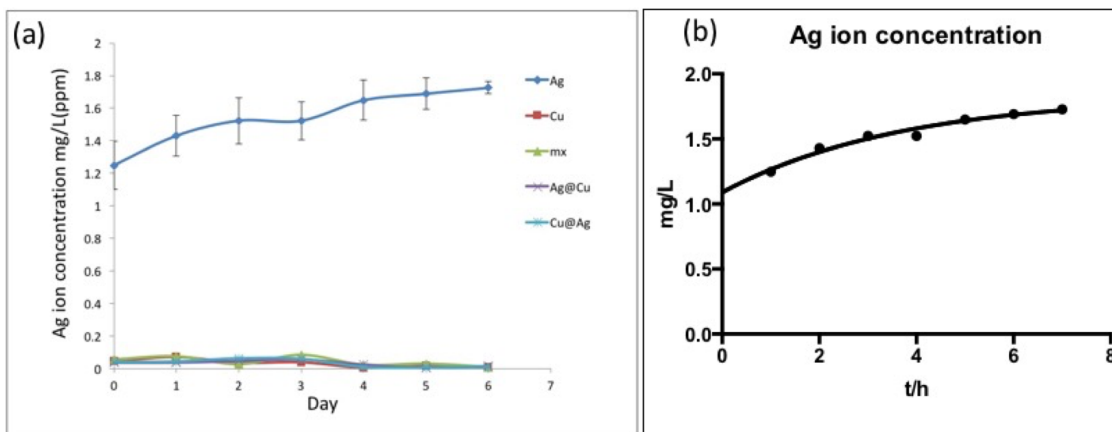 (a)
Ag ion concentration mg/L(ppm)
2
1.8
1.6
1.4
1.2
1
0.8
0.6
0.4
0.2
0
0 1 2 3 4 5 6 7
Day
Ag
Cu
mx
Ag@Cu
Cu@Ag
(b)
Ag ion concentration
mg/L
2.0
1.5
1.0
0.5
0.0
0 2 4 6 8
t/h